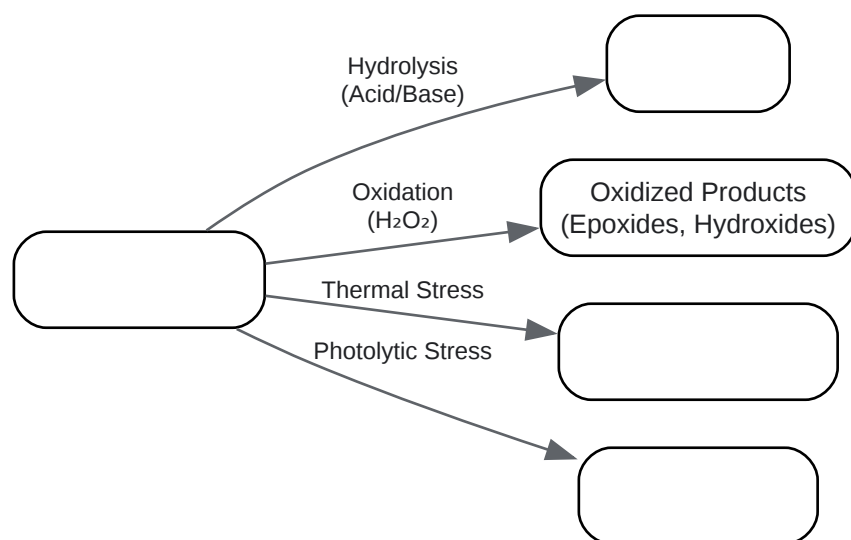 Hydrolysis
(Acid/Base)
Oxidation
(H₂O₂)
Oxidized Products
(Epoxides, Hydroxides)
Thermal Stress
Photolytic Stress